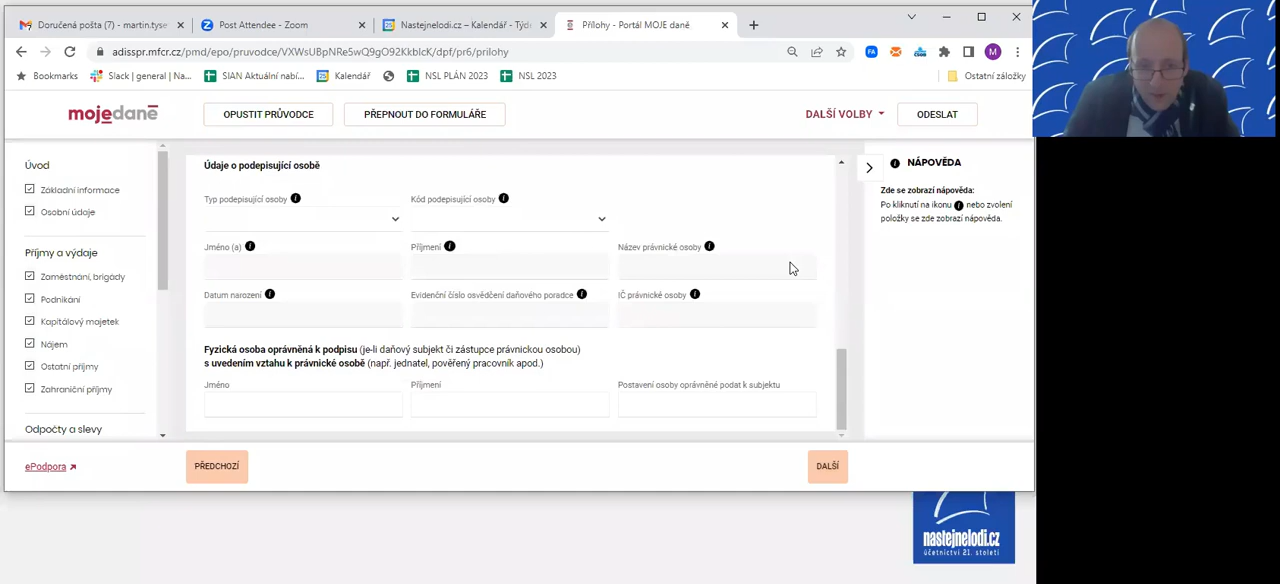 Doručená pošta (7) - martin.tyse
Post Attendee - Zoom
Nastejnelodi.cz – Kalendář - Týd
Přílohy - Portál MOJE daně
adisspr.mfcr.cz/pmd/epo/pruvodce/VXWsUBpNRe5wQ9gO92KkbIcK/dpf/pr6/prilohy
Bookmarks
Slack | general | Na...
SIAN Aktuální nabí...
Kalendář
NSL PLÁN 2023
NSL 2023
Ostatní záložky
mojedaně
OPUSTIT PRŮVODCE
PŘEPNOUT DO FORMULÁŘE
DALŠÍ VOLBY
ODESLAT
Úvod
Základní informace
Osobní údaje
Příjmy a výdaje
Zaměstnání, brigády
Podnikání
Kapitálový majetek
Nájem
Ostatní příjmy
Zahraniční příjmy
Odpočty a slevy
ePodpora
Údaje o podepisující osobě
Typ podepisující osoby
Kód podepisující osoby
Jméno (a)
Příjmení
Název právnické osoby
Datum narození
Evidenční číslo osvědčení daňového poradce
IČ právnické osoby
Fyzická osoba oprávněná k podpisu (je-li daňový subjekt či zástupce právnickou osobou)
s uvedením vztahu k právnické osobě (např. jednatel, pověřený pracovník apod.)
Jméno
Příjmení
Postavení osoby oprávněné podat k subjektu
PŘEDCHOZÍ
DALŠÍ
NÁPOVĚDA
Zde se zobrazí nápověda:
Po kliknutí na ikonu i nebo zvolení
položky se zde zobrazí nápověda.
nastejnelodi.cz
účetnictví 21. století